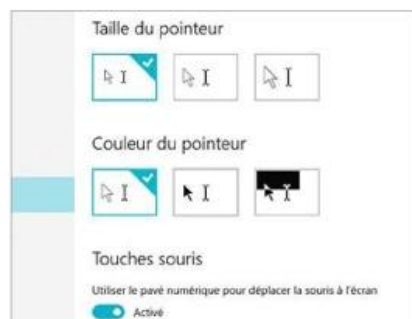 Taille du pointeur
Couleur du pointeur
Touches souris
Utiliser le pavé numérique pour déplacer la souris à l'écran
Activé